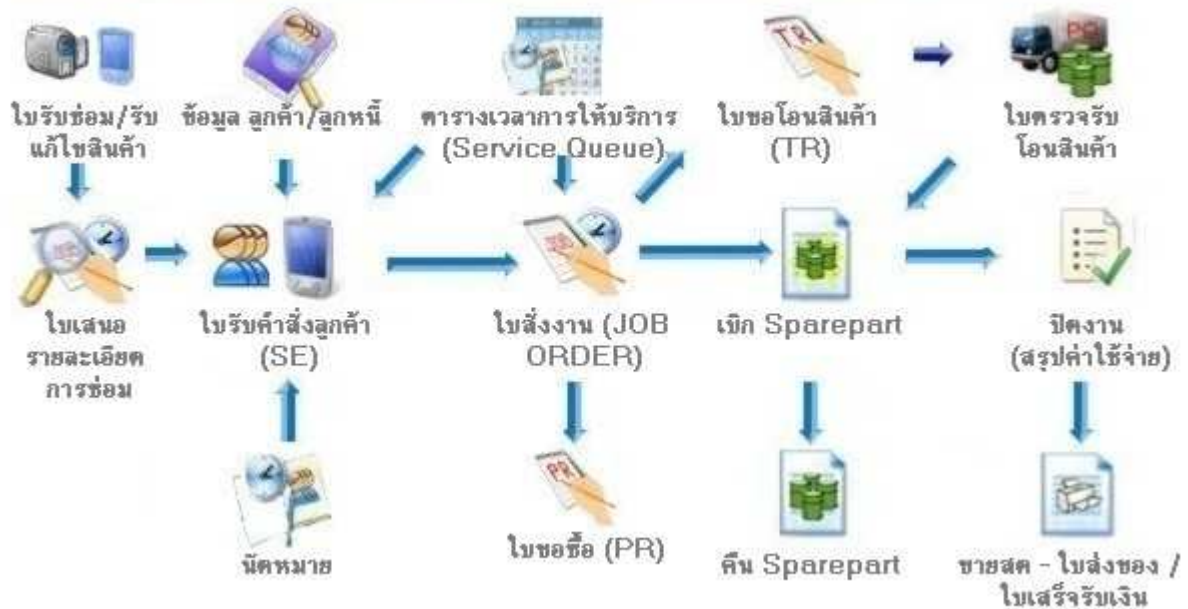 ใบรับซ่อม/รับ
แก้ไขสินค้า
ข้อมูล ลูกค้า/ลูกหนี้
ตารางเวลาการให้บริการ
(Service Queue)
TR
ใบขอโอนสินค้า
(TR)
ใบตรวจรับ
โอนสินค้า
ใบเสนอ
รายละเอียด
การซ่อม
ใบรับคำสั่งลูกค้า
(SE)
JOB
ใบสั่งงาน (JOB
ORDER)
เบิก Sparepart
ปิดงาน
(สรุปค่าใช้จ่าย)
นัดหมาย
PR
ใบขอซื้อ (PR)
คืน Sparepart
ขายสด - ใบส่งของ /
ใบเสร็จรับเงิน